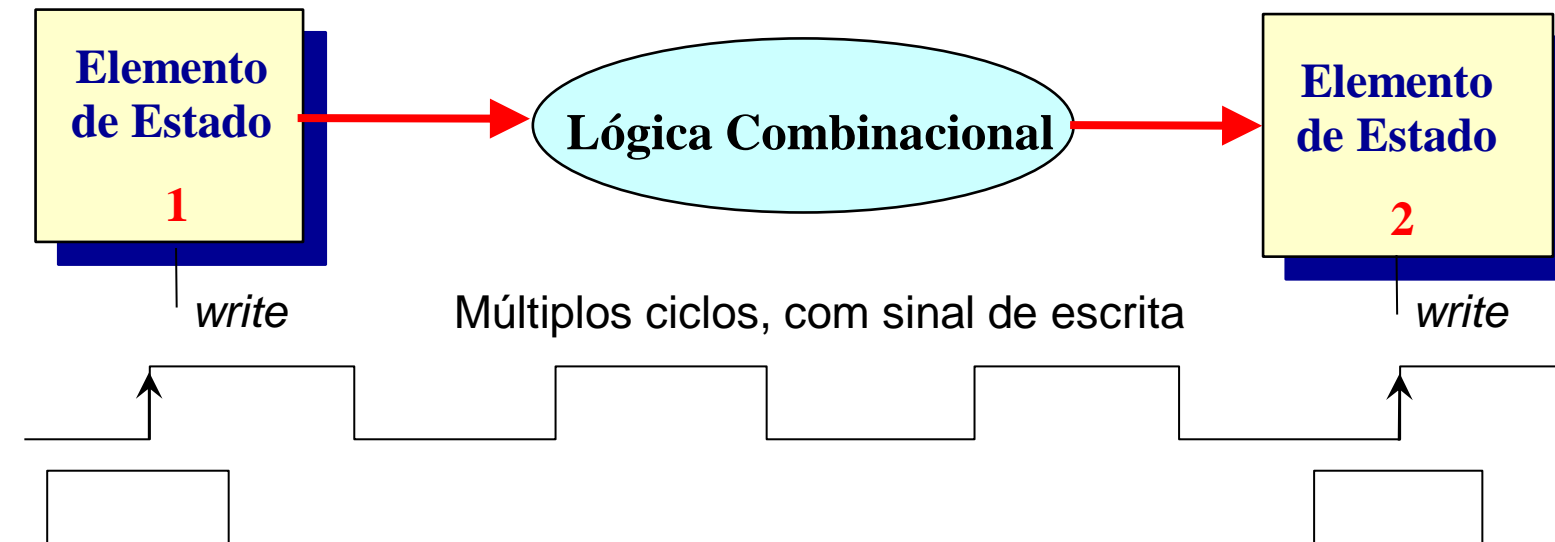 Elemento
de Estado
1
Lógica Combinacional
Elemento
de Estado
2
write
Múltiplos ciclos, com sinal de escrita
write